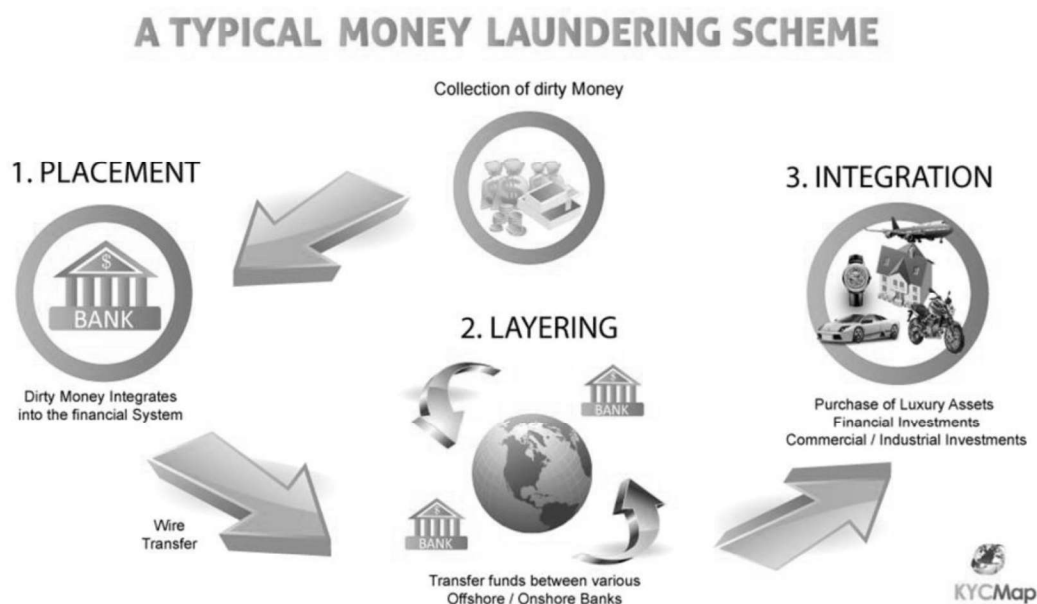 A TYPICAL MONEY LAUNDERING SCHEME
Collection of dirty Money
1. PLACEMENT
BANK
Dirty Money Integrates
into the financial System
Wire
Transfer
2. LAYERING
BANK
BANK
Transfer funds between various
Offshore / Onshore Banks
3. INTEGRATION
Purchase of Luxury Assets
Financial Investments
Commercial / Industrial Investments
KYCMap